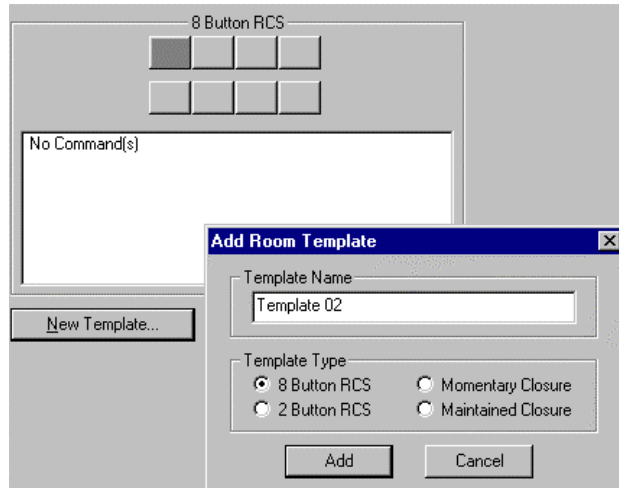 8 Button RCS
No Command(s)
New Template...
Add Room Template
Template Name
Template 02
Template Type
8 Button RCS
Momentary Closure
2 Button RCS
Maintained Closure
Add
Cancel